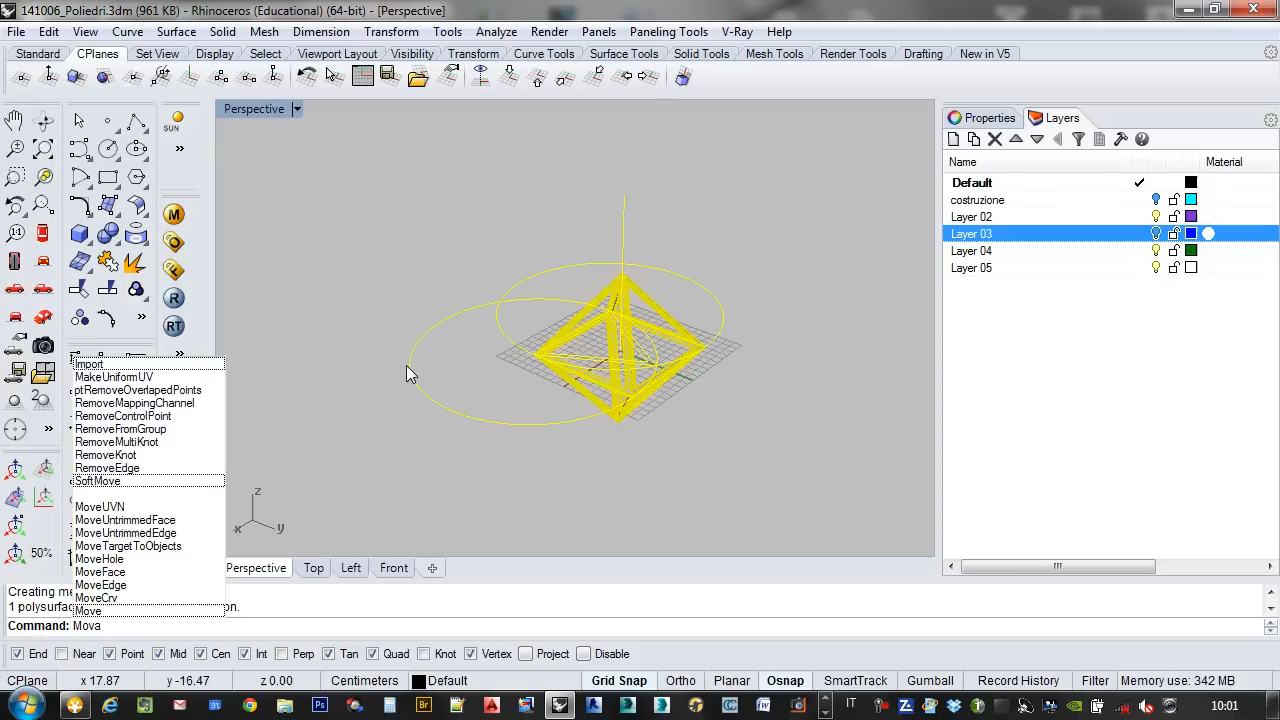 141006_Poliedri.3dm (961 KB) - Rhinoceros (Educational) (64-bit) - [Perspective]
File Edit View Curve Surface Solid Mesh Dimension Transform Tools Analyze Render Panels Paneling Tools V-Ray Help
Standard CPlanes Set View Display Select Viewport Layout Visibility Transform Curve Tools Surface Tools Solid Tools Mesh Tools Render Tools Drafting New in V5
Perspective
Properties Layers
Name Material
Default
costruzione
Layer 02
Layer 03
Layer 04
Layer 05
SUN
M
R
RT
2
50%
Import
MakeUniformUV
ptRemoveOverlapedPoints
RemoveMappingChannel
RemoveControlPoint
RemoveFromGroup
RemoveMultiKnot
RemoveKnot
RemoveEdge
SoftMove
MoveUVN
MoveUntrimmedFace
MoveUntrimmedEdge
MoveTargetToObjects
MoveHole
MoveFace
MoveEdge
MoveCrv
Move
z
x y
Perspective Top Left Front
Creating me
1 polysurfac on.
Command: Mova
End Near Point Mid Cen Int Perp Tan Quad Knot Vertex Project Disable
CPlane x 17.87 y -16.47 z 0.00 Centimeters Default Grid Snap Ortho Planar Osnap SmartTrack Gumball Record History Filter Memory use: 342 MB
IT 10:01